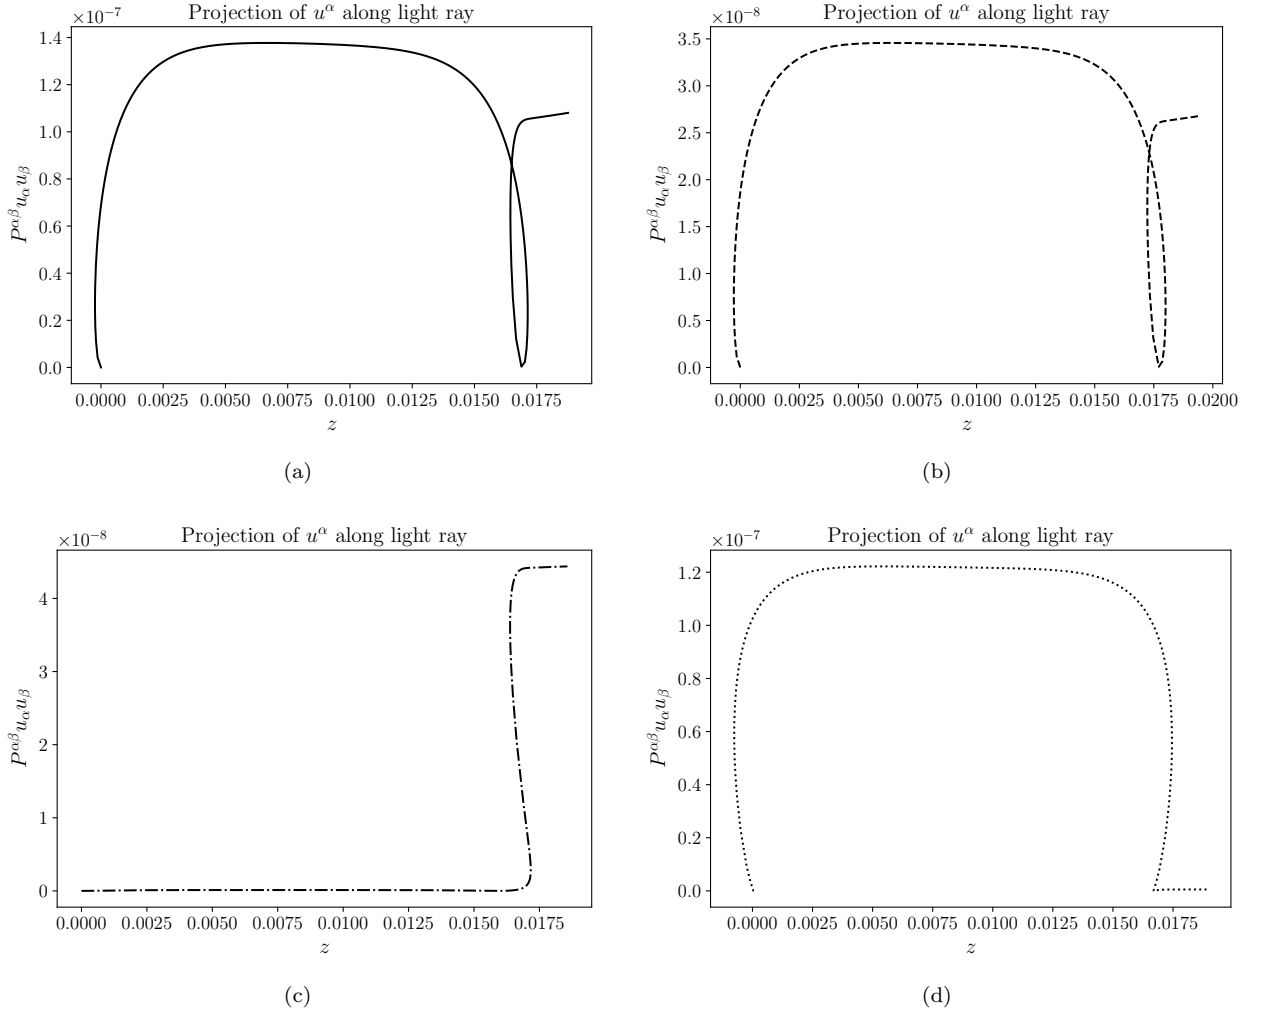 Projection of u^α along light ray
×10⁻⁷
1.4
1.2
1.0
0.8
0.6
0.4
0.2
0.0
P^{αβ}u_αu_β
0.0000 0.0025 0.0050 0.0075 0.0100 0.0125 0.0150 0.0175
z
(a)
Projection of u^α along light ray
×10⁻⁸
3.5
3.0
2.5
2.0
1.5
1.0
0.5
0.0
P^{αβ}u_αu_β
0.0000 0.0025 0.0050 0.0075 0.0100 0.0125 0.0150 0.0175 0.0200
z
(b)
Projection of u^α along light ray
×10⁻⁸
4
3
2
1
0
P^{αβ}u_αu_β
0.0000 0.0025 0.0050 0.0075 0.0100 0.0125 0.0150 0.0175
z
(c)
Projection of u^α along light ray
×10⁻⁷
1.2
1.0
0.8
0.6
0.4
0.2
0.0
P^{αβ}u_αu_β
0.0000 0.0025 0.0050 0.0075 0.0100 0.0125 0.0150 0.0175
z
(d)